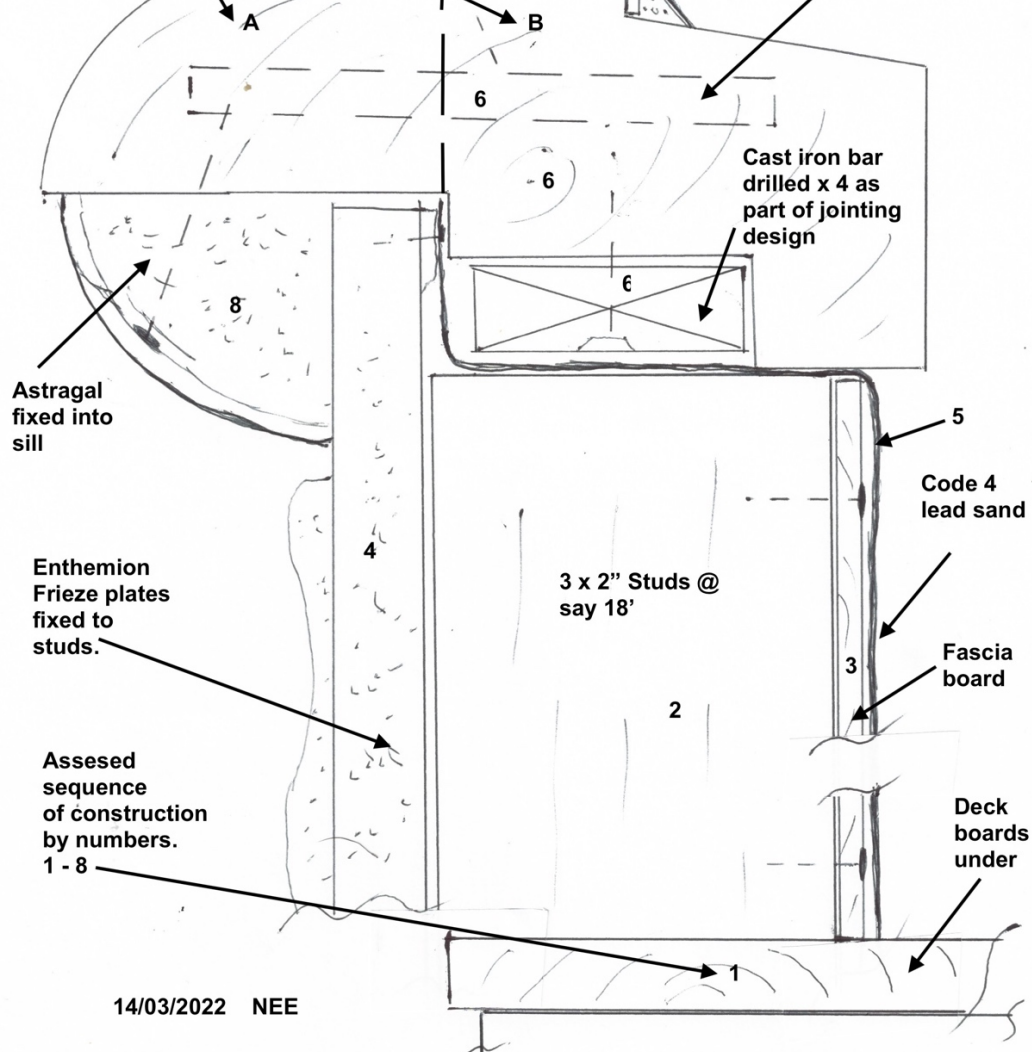 A
B
6
6
Cast iron bar
drilled x 4 as
part of jointing
design
6
8
Astragal
fixed into
sill
5
Code 4
lead sand
4
Enthemion
Frieze plates
fixed to
studs.
3 x 2” Studs @
say 18’
3
Fascia
board
2
Assesed
sequence
of construction
by numbers.
1 - 8
Deck
boards
under
1
14/03/2022 NEE